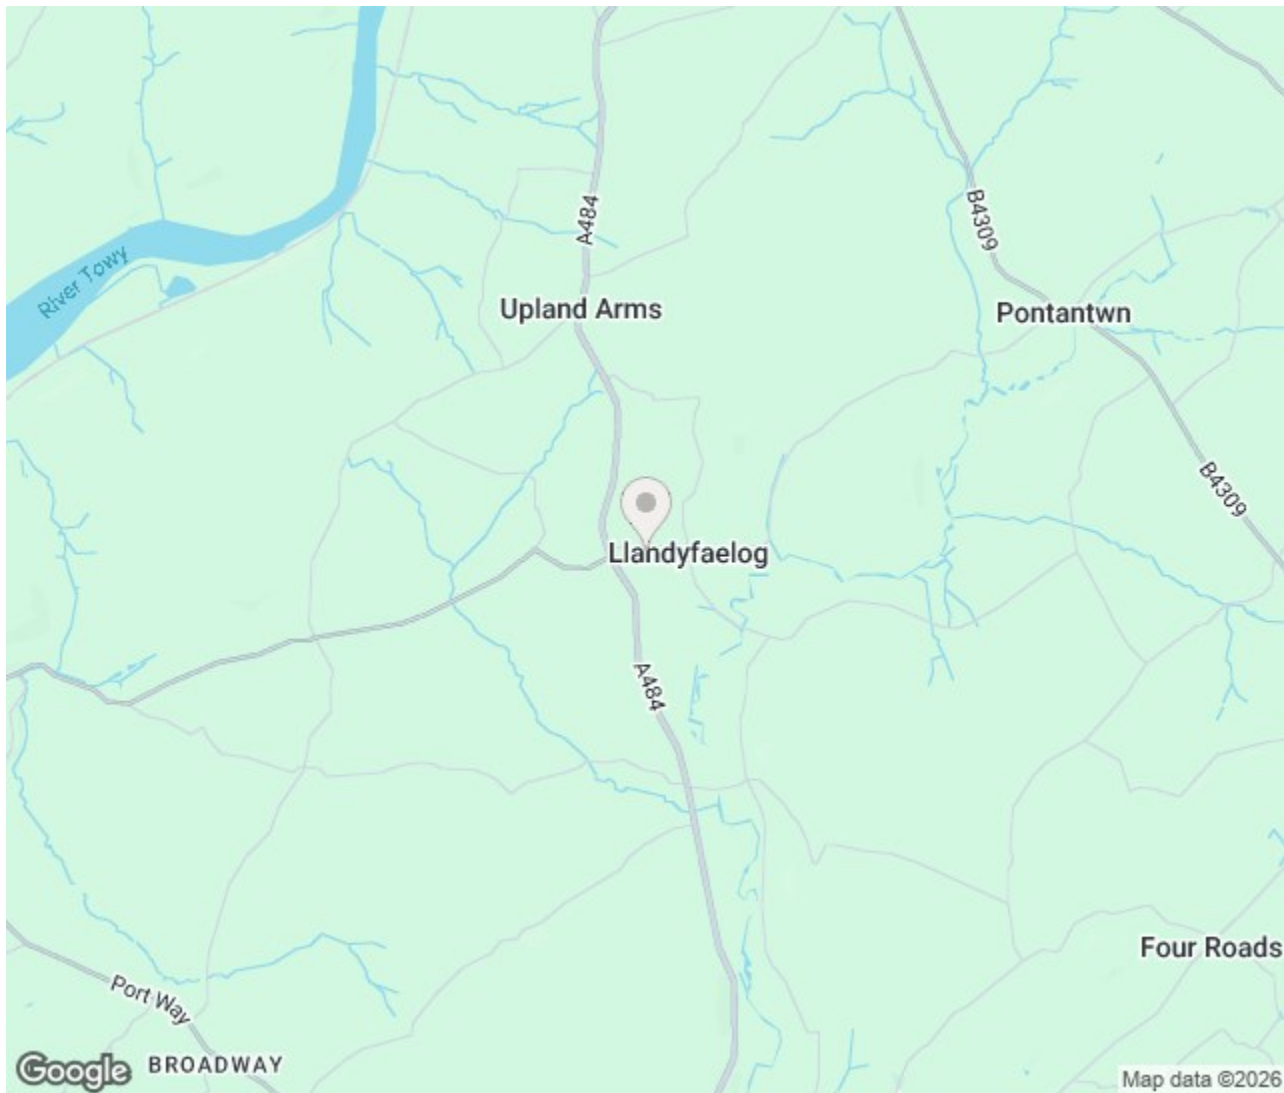 A484
B4309
River Towy
Upland Arms
Pontantwn
B4309
Llandyfaelog
A484
Four Roads
Port Way
BROADWAY
Google
Map data ©2026